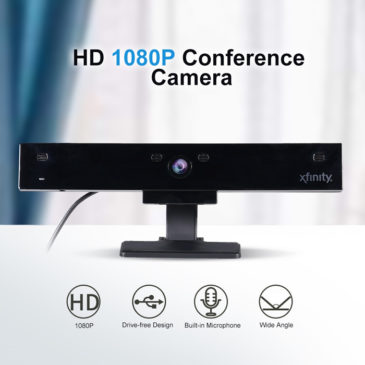 HD 1080P Conference
Camera
xfinity
HD
1080P
Drive-free Design
Built-in Microphone
Wide Angle